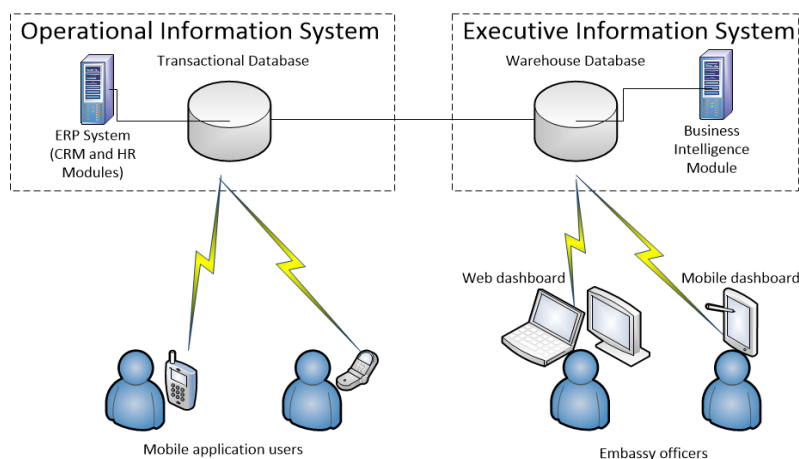 Operational Information System
Transactional Database
ERP System
(CRM and HR
Modules)
Executive Information System
Warehouse Database
Business
Intelligence
Module
Web dashboard
Mobile dashboard
Mobile application users
Embassy officers